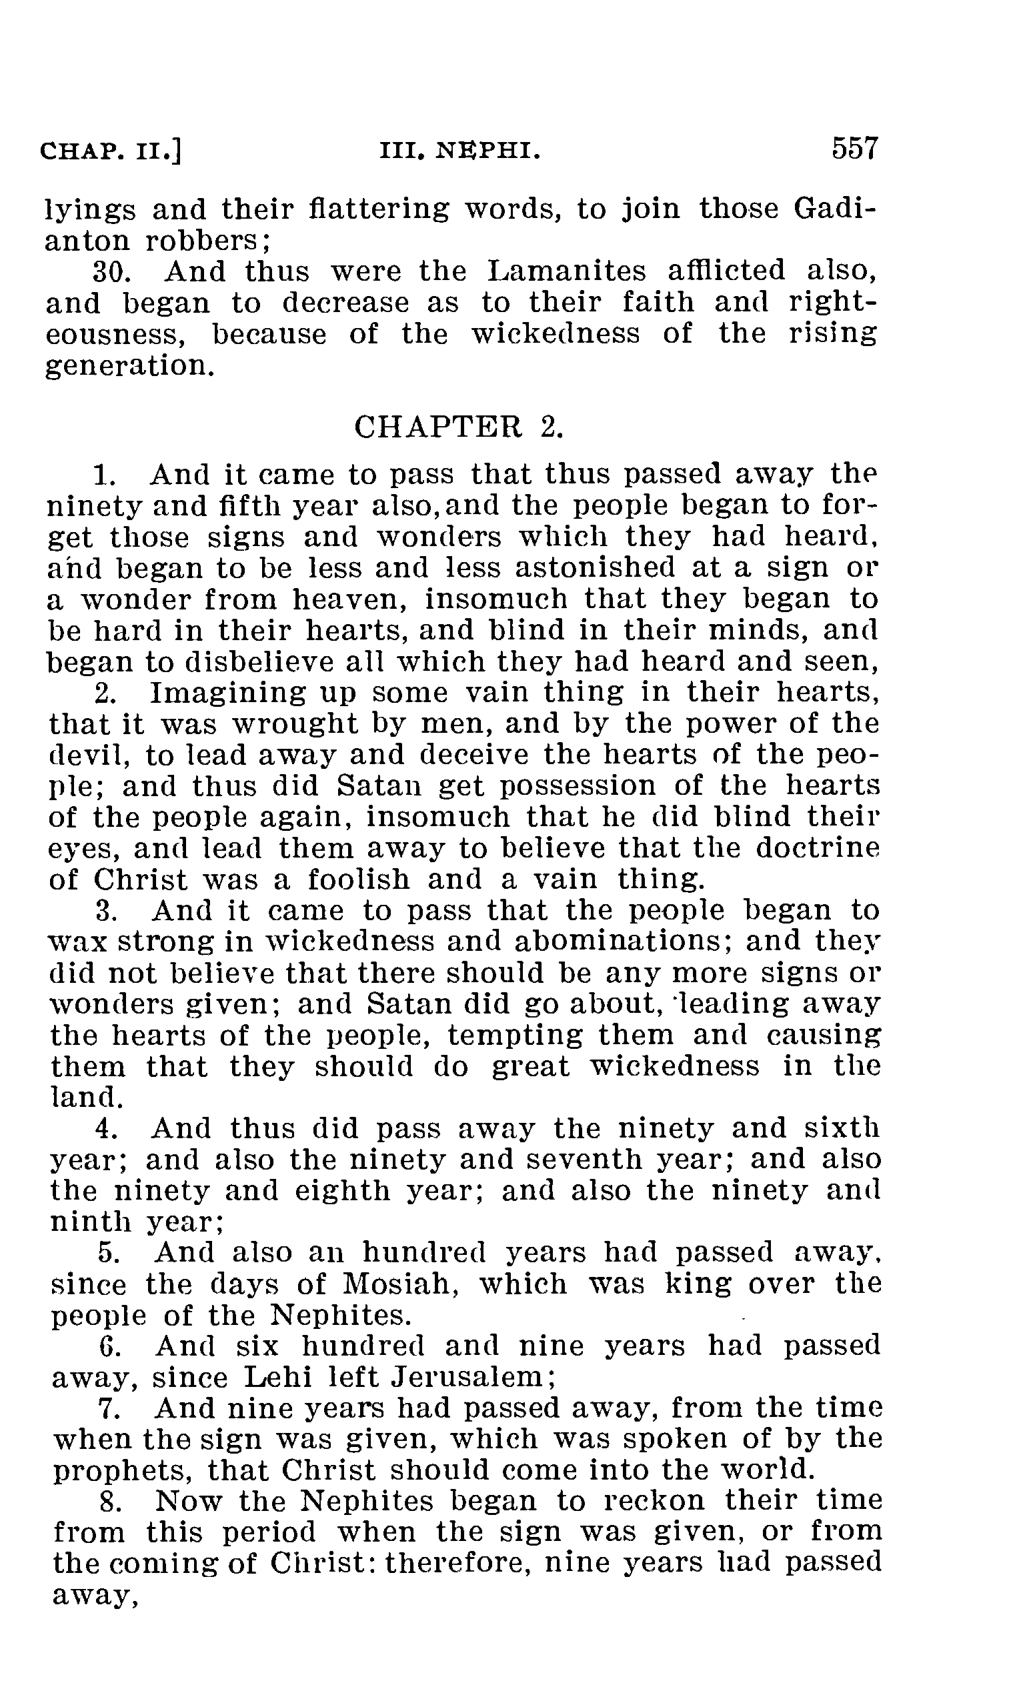 CHAP. II.] III. NEPHI. 557
lyings and their flattering words, to join those Gadi-
anton robbers;
30. And thus were the Lamanites afflicted also,
and began to decrease as to their faith and right-
eousness, because of the wickedness of the rising
generation.
CHAPTER 2.
1. And it came to pass that thus passed away the
ninety and fifth year also, and the people began to for-
get those signs and wonders which they had heard,
and began to be less and less astonished at a sign or
a wonder from heaven, insomuch that they began to
be hard in their hearts, and blind in their minds, and
began to disbelieve all which they had heard and seen,
2. Imagining up some vain thing in their hearts,
that it was wrought by men, and by the power of the
devil, to lead away and deceive the hearts of the peo-
ple; and thus did Satan get possession of the hearts
of the people again, insomuch that he did blind their
eyes, and lead them away to believe that the doctrine
of Christ was a foolish and a vain thing.
3. And it came to pass that the people began to
wax strong in wickedness and abominations; and they
did not believe that there should be any more signs or
wonders given; and Satan did go about, leading away
the hearts of the people, tempting them and causing
them that they should do great wickedness in the
land.
4. And thus did pass away the ninety and sixth
year; and also the ninety and seventh year; and also
the ninety and eighth year; and also the ninety and
ninth year;
5. And also an hundred years had passed away,
since the days of Mosiah, which was king over the
people of the Nephites.
6. And six hundred and nine years had passed
away, since Lehi left Jerusalem;
7. And nine years had passed away, from the time
when the sign was given, which was spoken of by the
prophets, that Christ should come into the world.
8. Now the Nephites began to reckon their time
from this period when the sign was given, or from
the coming of Christ: therefore, nine years had passed
away,